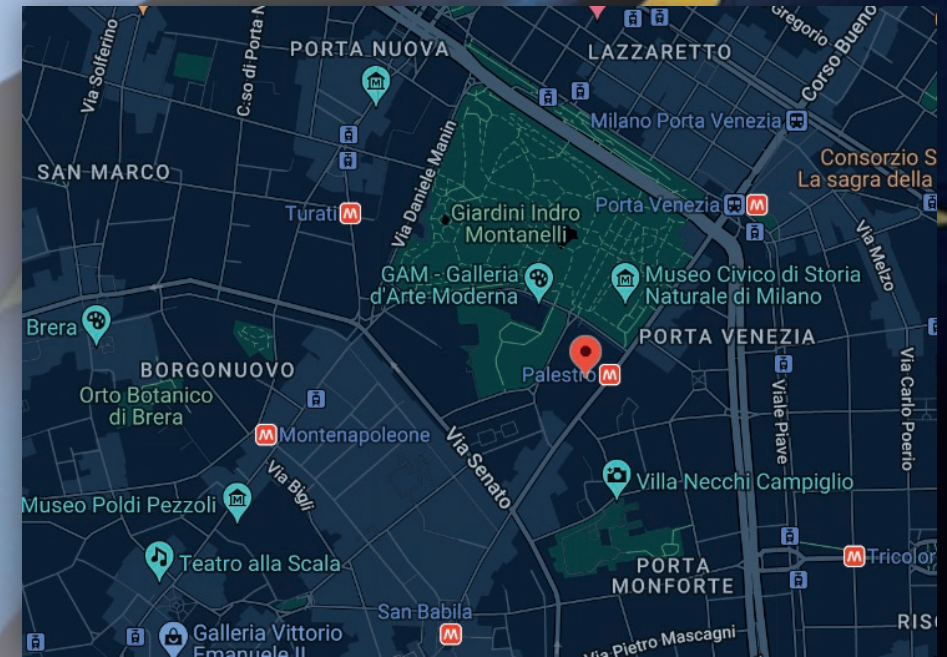 Gregorio
PORTA NUOVA
LAZZARETTO
Via Solferino
C.so di Porta N
Corso Bueno
Milano Porta Venezia
SAN MARCO
Via Daniele Manin
Consorzio S
La sagra della
Turati
Giardini Indro
Montanelli
Porta Venezia
Via Melzo
GAM - Galleria
d'Arte Moderna
Museo Civico di Storia
Naturale di Milano
Brera
PORTA VENEZIA
BORGONUOVO
Palestro
Orto Botanico
di Brera
Viale Piave
Via Carlo Poerio
Montenapoleone
Via Senato
Via Bigli
Villa Necchi Campiglio
Museo Poldi Pezzoli
Teatro alla Scala
Tricolor
PORTA
MONFORTE
San Babila
RIS
Galleria Vittorio
Emanuele II
Via Pietro Mascagni